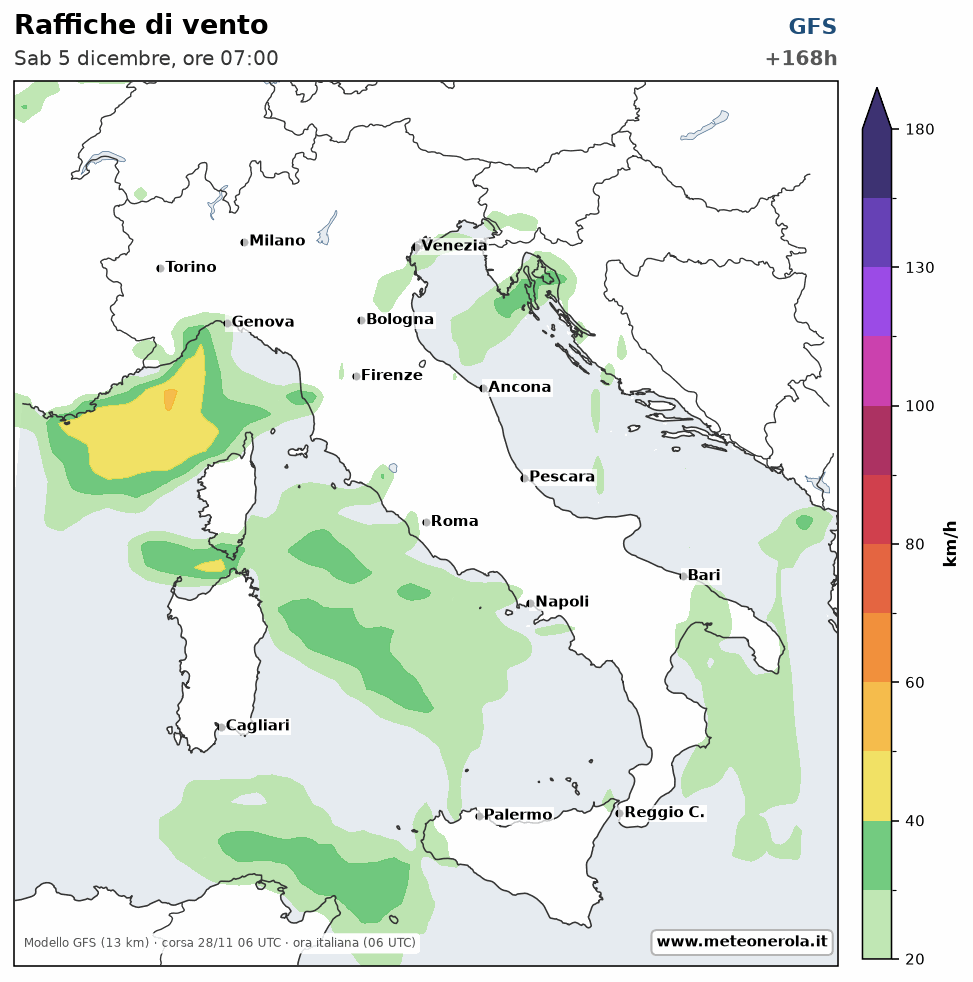 Raffiche di vento
GFS
Sab 5 dicembre, ore 07:00
+168h
180
130
100
80
60
40
20
km/h
Milano
Venezia
Torino
Genova
Bologna
Firenze
Ancona
Pescara
Roma
Bari
Napoli
Cagliari
Palermo
Reggio C.
Modello GFS (13 km) · corsa 28/11 06 UTC · ora italiana (06 UTC)
www.meteonerola.it